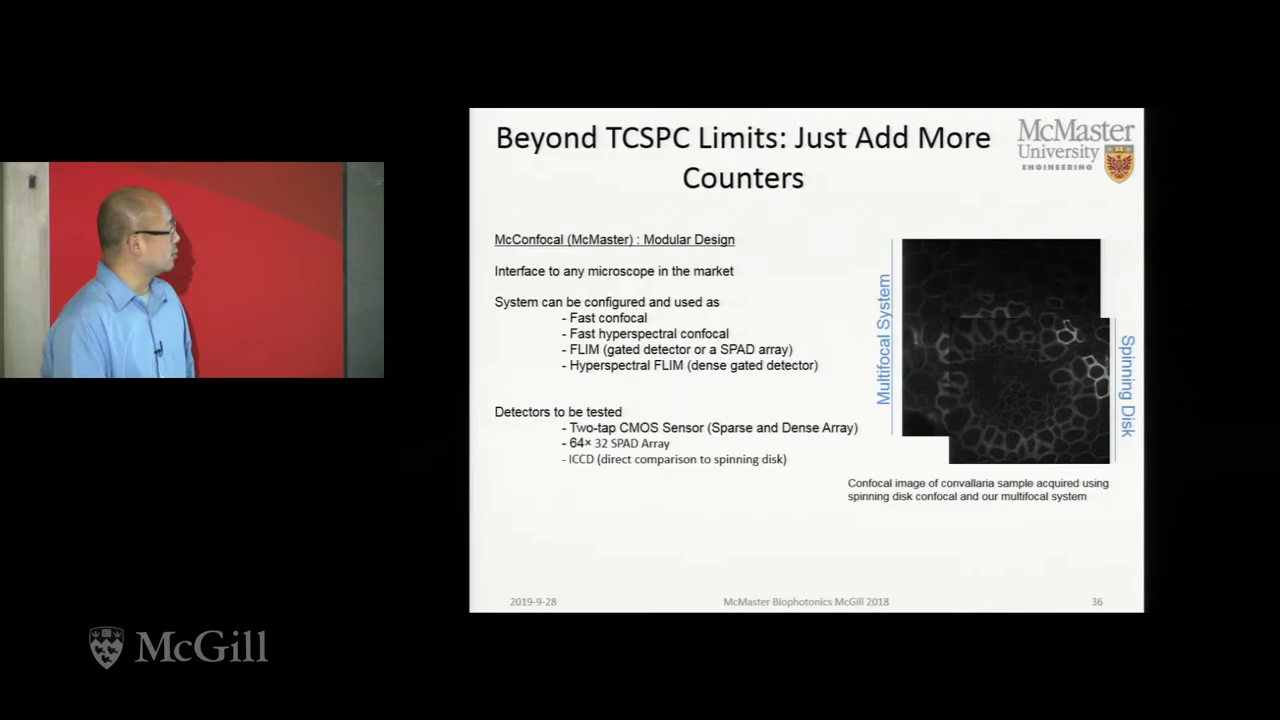 Beyond TCSPC Limits: Just Add More
Counters
McMaster
University
ENGINEERING
McConfocal (McMaster) : Modular Design
Interface to any microscope in the market
System can be configured and used as
- Fast confocal
- Fast hyperspectral confocal
- FLIM (gated detector or a SPAD array)
- Hyperspectral FLIM (dense gated detector)
Detectors to be tested
- Two-tap CMOS Sensor (Sparse and Dense Array)
- 64× 32 SPAD Array
- ICCD (direct comparison to spinning disk)
Multifocal System
Spinning Disk
Confocal image of convallaria sample acquired using
spinning disk confocal and our multifocal system
2019-9-28
McMaster Biophotonics McGill 2018
36
McGill